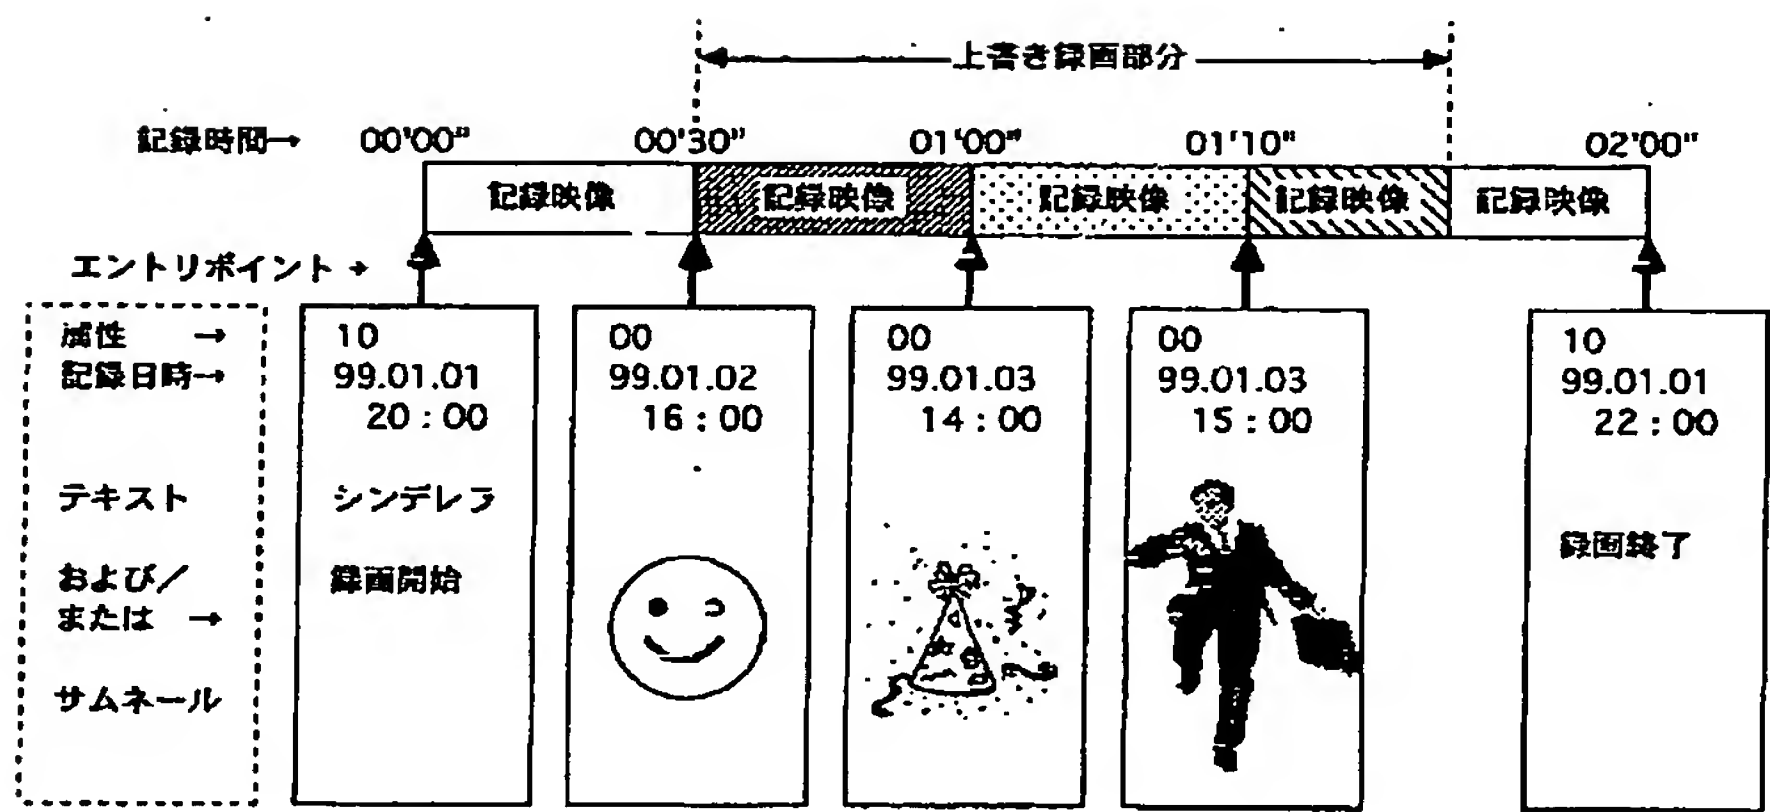 上書き録画部分
記録時間→ 00'00" 00'30" 01'00" 01'10" 02'00"
記録映像 記録映像 記録映像 記録映像 記録映像
エントリポイント→
属性 → 10 00 00 00 10
記録日時→ 99.01.01 99.01.02 99.01.03 99.01.03 99.01.01
20:00 16:00 14:00 15:00 22:00
テキスト シンデレラ
および/ 録画開始 録画終了
または →
サムネール